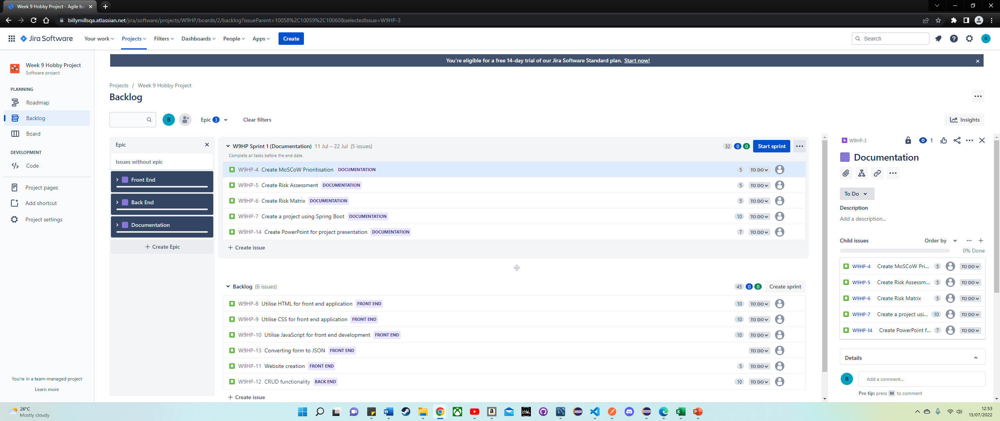 Week 9 Hobby Project - Agile bo
billymillsqa.atlassian.net/jira/software/projects/W9HP/boards/2/backlog?issueParent=10058%2C10059%2C10060&selectedIssue=W9HP-3
Jira Software
Your work
Projects
Filters
Dashboards
People
Apps
Create
Search
B
You're eligible for a free 14-day trial of our Jira Software Standard plan. Start now!
Week 9 Hobby Project
Software project
PLANNING
Roadmap
Backlog
Board
DEVELOPMENT
Code
Project pages
Add shortcut
Project settings
You're in a team-managed project
Learn more
Projects / Week 9 Hobby Project
Backlog
B
Epic 3
Clear filters
Insights
Epic
Issues without epic
Front End
Back End
Documentation
+ Create Epic
W9HP Sprint 1 (Documentation) 11 Jul – 22 Jul (5 issues) 32 0 0 Start sprint
Complete all tasks before the end date.
W9HP-4 Create MoSCoW Prioritisation DOCUMENTATION 5 TO DO
W9HP-5 Create Risk Assessment DOCUMENTATION 5 TO DO
W9HP-6 Create Risk Matrix DOCUMENTATION 5 TO DO
W9HP-7 Create a project using Spring Boot DOCUMENTATION 10 TO DO
W9HP-14 Create PowerPoint for project presentation DOCUMENTATION 7 TO DO
+ Create issue
Backlog (6 issues) 45 0 0 Create sprint
W9HP-8 Utilise HTML for front end application FRONT END 10 TO DO
W9HP-9 Utilise CSS for front end application FRONT END 10 TO DO
W9HP-10 Utilise JavaScript for front end development FRONT END 10 TO DO
W9HP-13 Converting form to JSON FRONT END TO DO
W9HP-11 Website creation FRONT END 5 TO DO
W9HP-12 CRUD functionality BACK END 10 TO DO
+ Create issue
W9HP-3
1
Documentation
To Do
Description
Add a description...
Child issues
Order by
0% Done
W9HP-4 Create MoSCoW Pri... 5 TO DO
W9HP-5 Create Risk Assessm... 5 TO DO
W9HP-6 Create Risk Matrix 5 TO DO
W9HP-7 Create a project usi... 10 TO DO
W9HP-14 Create PowerPoint f... 7 TO DO
Details
B
Add a comment...
Pro tip: press M to comment
26°C
Mostly cloudy
CTRL
12:53
13/07/2022